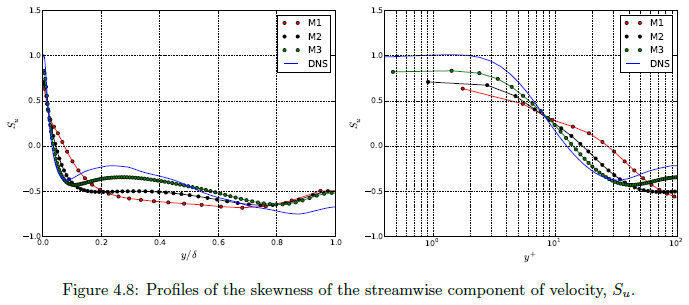 1.5
1.0
0.5
0.0
−0.5
−1.0
S_u
0.0 0.2 0.4 0.6 0.8 1.0
y/δ
M1
M2
M3
DNS
1.5
1.0
0.5
0.0
−0.5
−1.0
S_u
10^0 10^1 10^2
y^+
M1
M2
M3
DNS
Figure 4.8: Profiles of the skewness of the streamwise component of velocity, S_u.